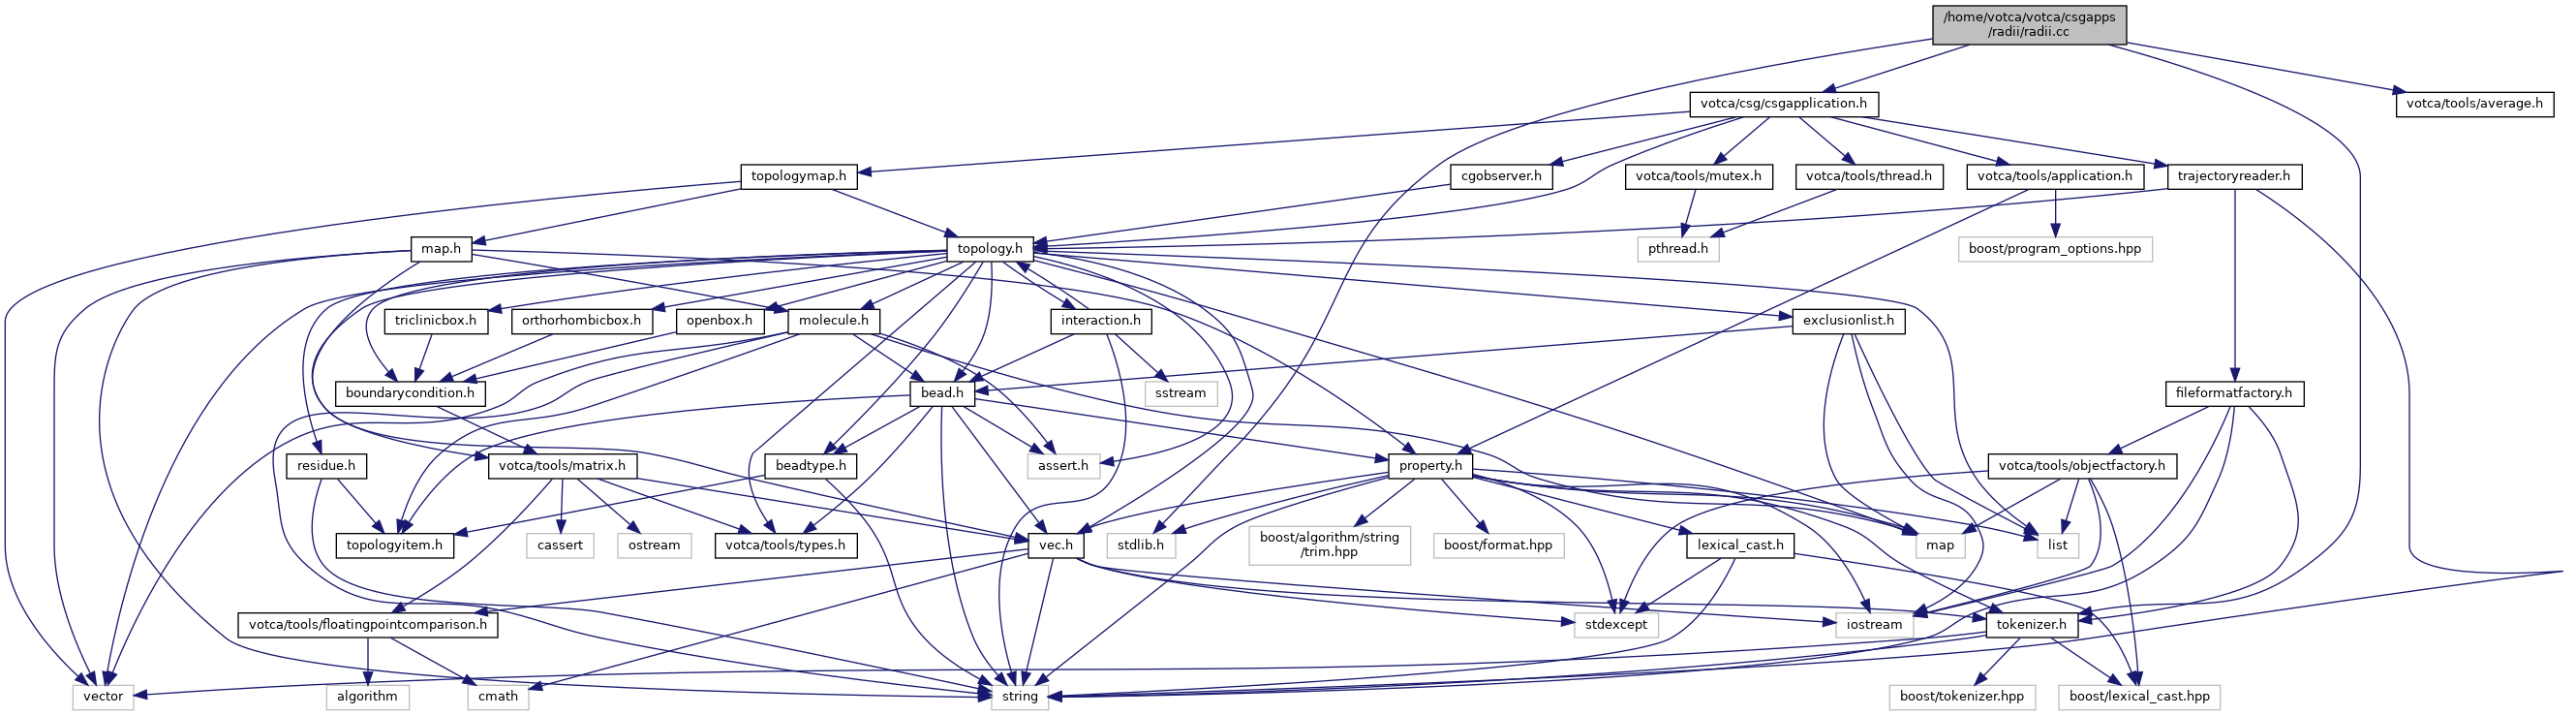 /home/votca/votca/csgapps
/radii/radii.cc
votca/csg/csgapplication.h
votca/tools/average.h
topologymap.h
cgobserver.h
votca/tools/mutex.h
votca/tools/thread.h
votca/tools/application.h
trajectoryreader.h
map.h
topology.h
pthread.h
boost/program_options.hpp
triclinicbox.h
orthorhombicbox.h
openbox.h
molecule.h
interaction.h
exclusionlist.h
boundarycondition.h
bead.h
sstream
fileformatfactory.h
residue.h
votca/tools/matrix.h
beadtype.h
assert.h
property.h
votca/tools/objectfactory.h
topologyitem.h
cassert
ostream
votca/tools/types.h
vec.h
stdlib.h
boost/algorithm/string
/trim.hpp
boost/format.hpp
lexical_cast.h
map
list
votca/tools/floatingpointcomparison.h
stdexcept
iostream
tokenizer.h
vector
algorithm
cmath
string
boost/tokenizer.hpp
boost/lexical_cast.hpp